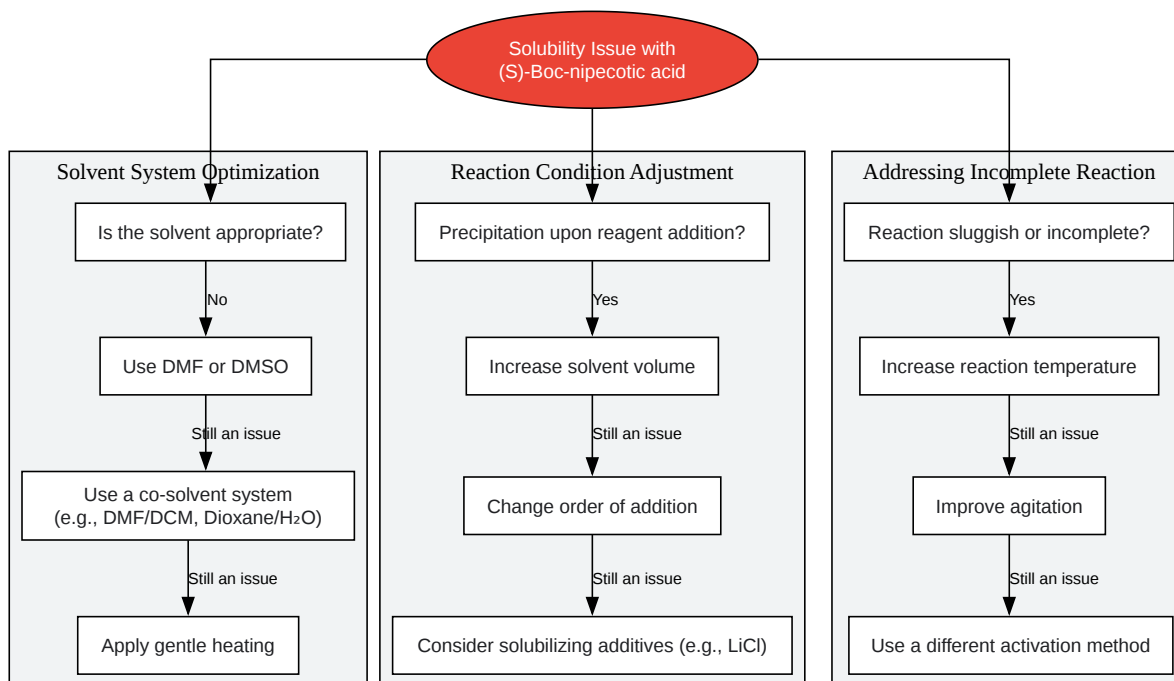 Solubility Issue with
(S)-Boc-nipecotic acid
Solvent System Optimization
Is the solvent appropriate?
No
Use DMF or DMSO
Still an issue
Use a co-solvent system
(e.g., DMF/DCM, Dioxane/H₂O)
Still an issue
Apply gentle heating
Reaction Condition Adjustment
Precipitation upon reagent addition?
Yes
Increase solvent volume
Still an issue
Change order of addition
Still an issue
Consider solubilizing additives (e.g., LiCl)
Addressing Incomplete Reaction
Reaction sluggish or incomplete?
Yes
Increase reaction temperature
Still an issue
Improve agitation
Still an issue
Use a different activation method